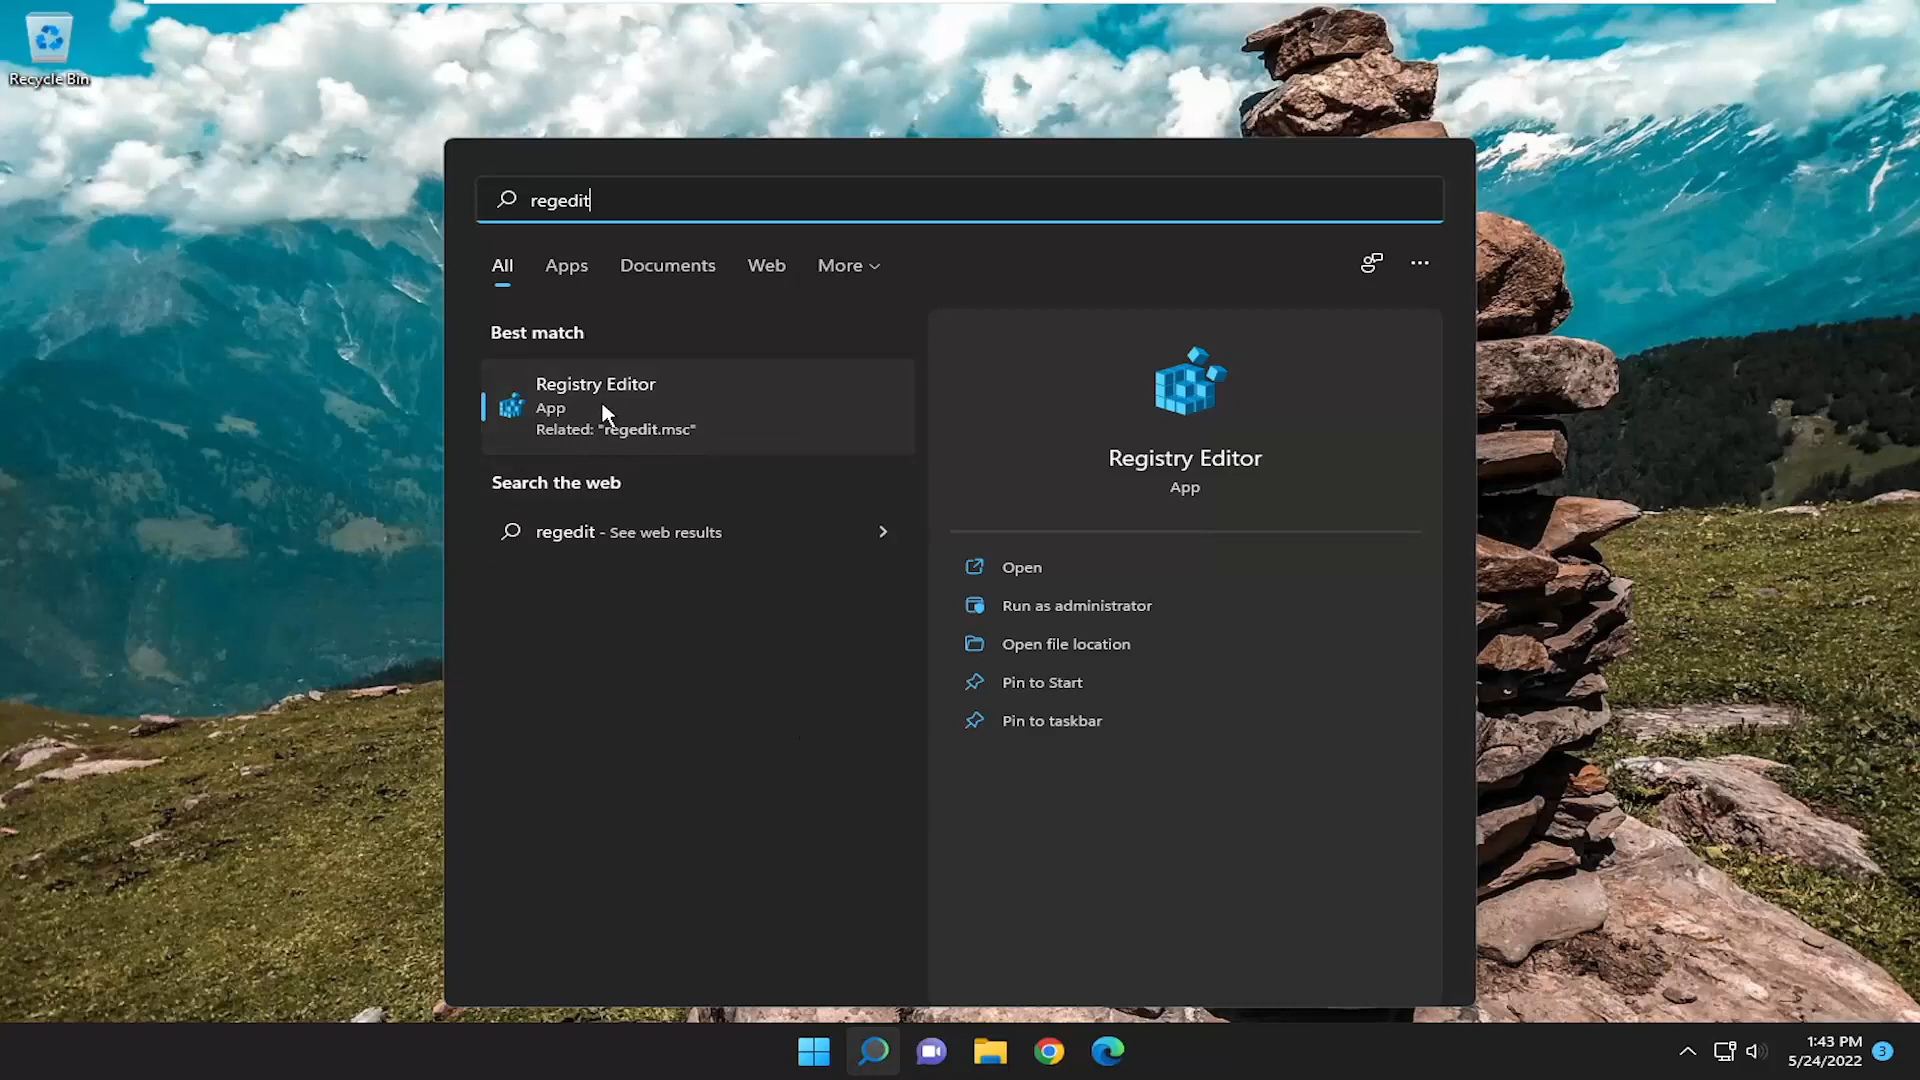 Recycle Bin
regedit
All Apps Documents Web More
Best match
Registry Editor
App
Related: "regedit.msc"
Search the web
regedit - See web results
Registry Editor
App
Open
Run as administrator
Open file location
Pin to Start
Pin to taskbar
1:43 PM
5/24/2022
3